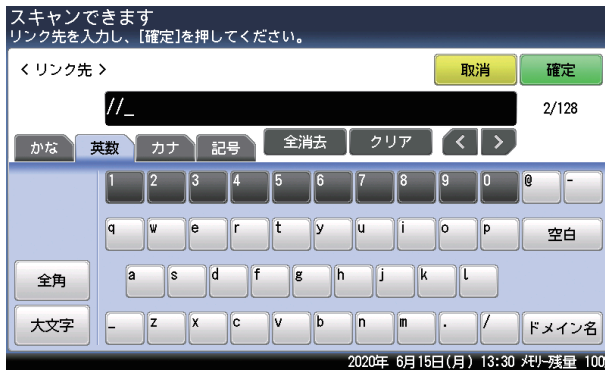 スキャンできます
リンク先を入力し、[確定]を押してください。
<リンク先>
取消
確定
//_
2/128
かな
英数
カナ
記号
全消去
クリア
<
>
1 2 3 4 5 6 7 8 9 0 @ -
q w e r t y u i o p 空白
全角 a s d f g h j k l
大文字 _ z x c v b n m . / ドメイン名
2020年 6月15日(月) 13:30 メモリー残量 100